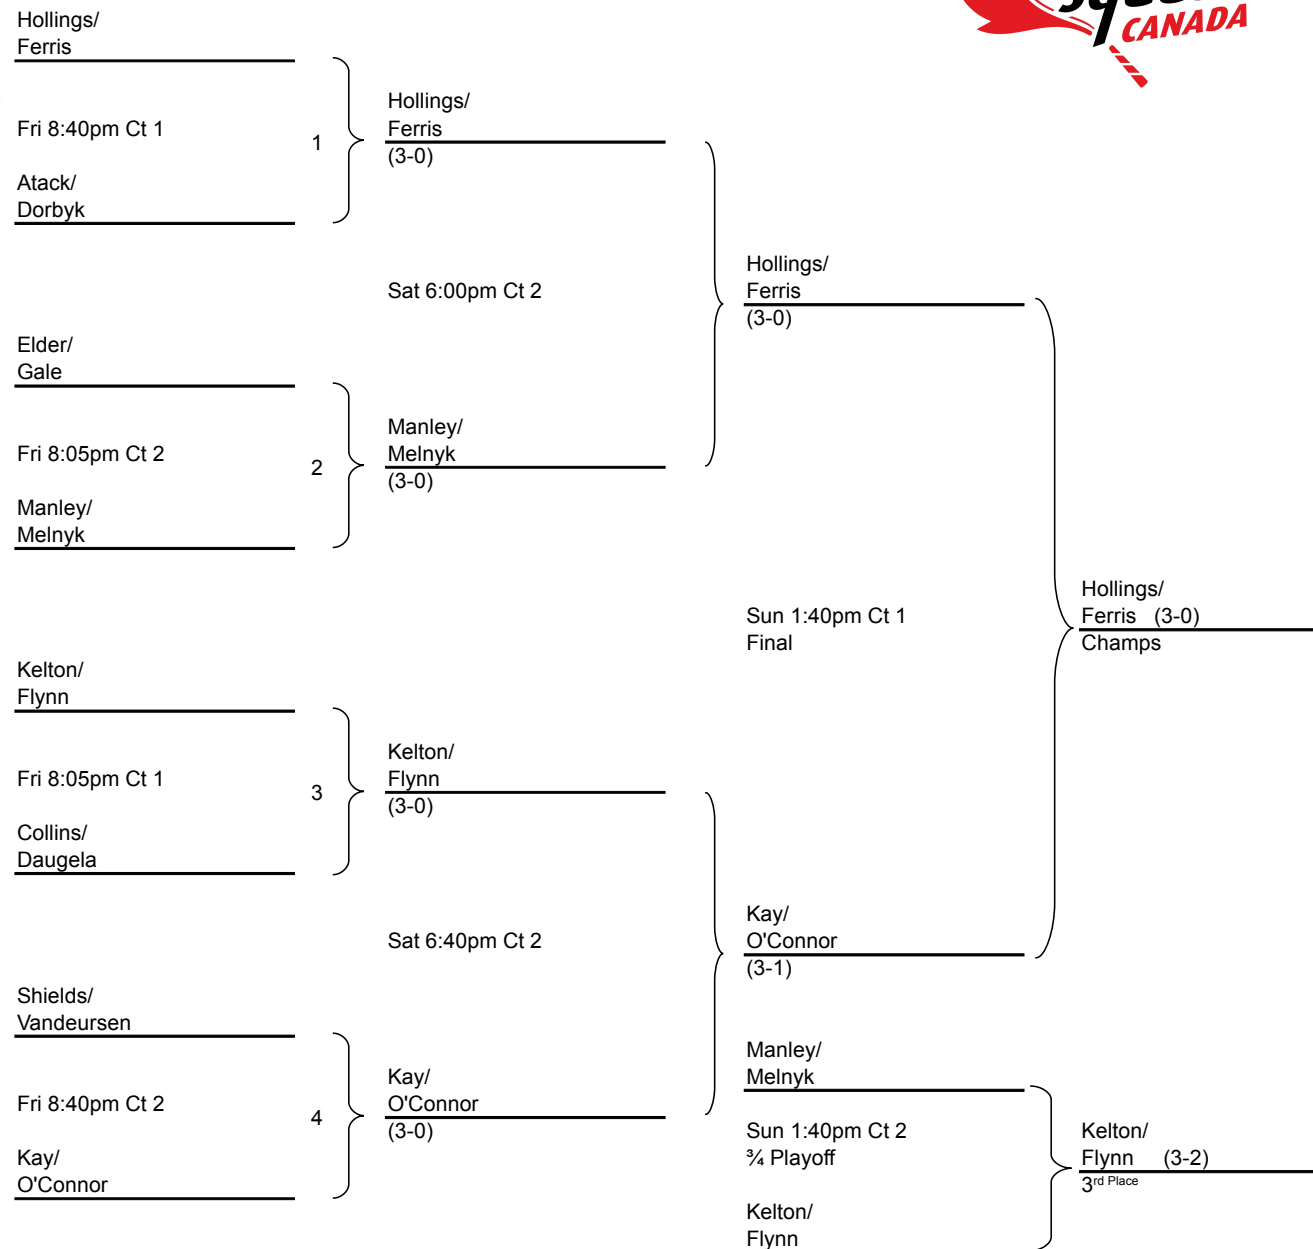 CANADA
Hollings/
Ferris
Fri 8:40pm Ct 1
1
Atack/
Dorbyk
Hollings/
Ferris
(3-0)
Sat 6:00pm Ct 2
Elder/
Gale
Fri 8:05pm Ct 2
2
Manley/
Melnyk
Manley/
Melnyk
(3-0)
Hollings/
Ferris
(3-0)
Sun 1:40pm Ct 1
Final
Hollings/
Ferris (3-0)
Champs
Kelton/
Flynn
Fri 8:05pm Ct 1
3
Collins/
Daugela
Kelton/
Flynn
(3-0)
Sat 6:40pm Ct 2
Shields/
Vandeursen
Fri 8:40pm Ct 2
4
Kay/
O'Connor
Kay/
O'Connor
(3-0)
Kay/
O'Connor
(3-1)
Manley/
Melnyk
Sun 1:40pm Ct 2
¾ Playoff
Kelton/
Flynn
Kelton/
Flynn (3-2)
3rd Place